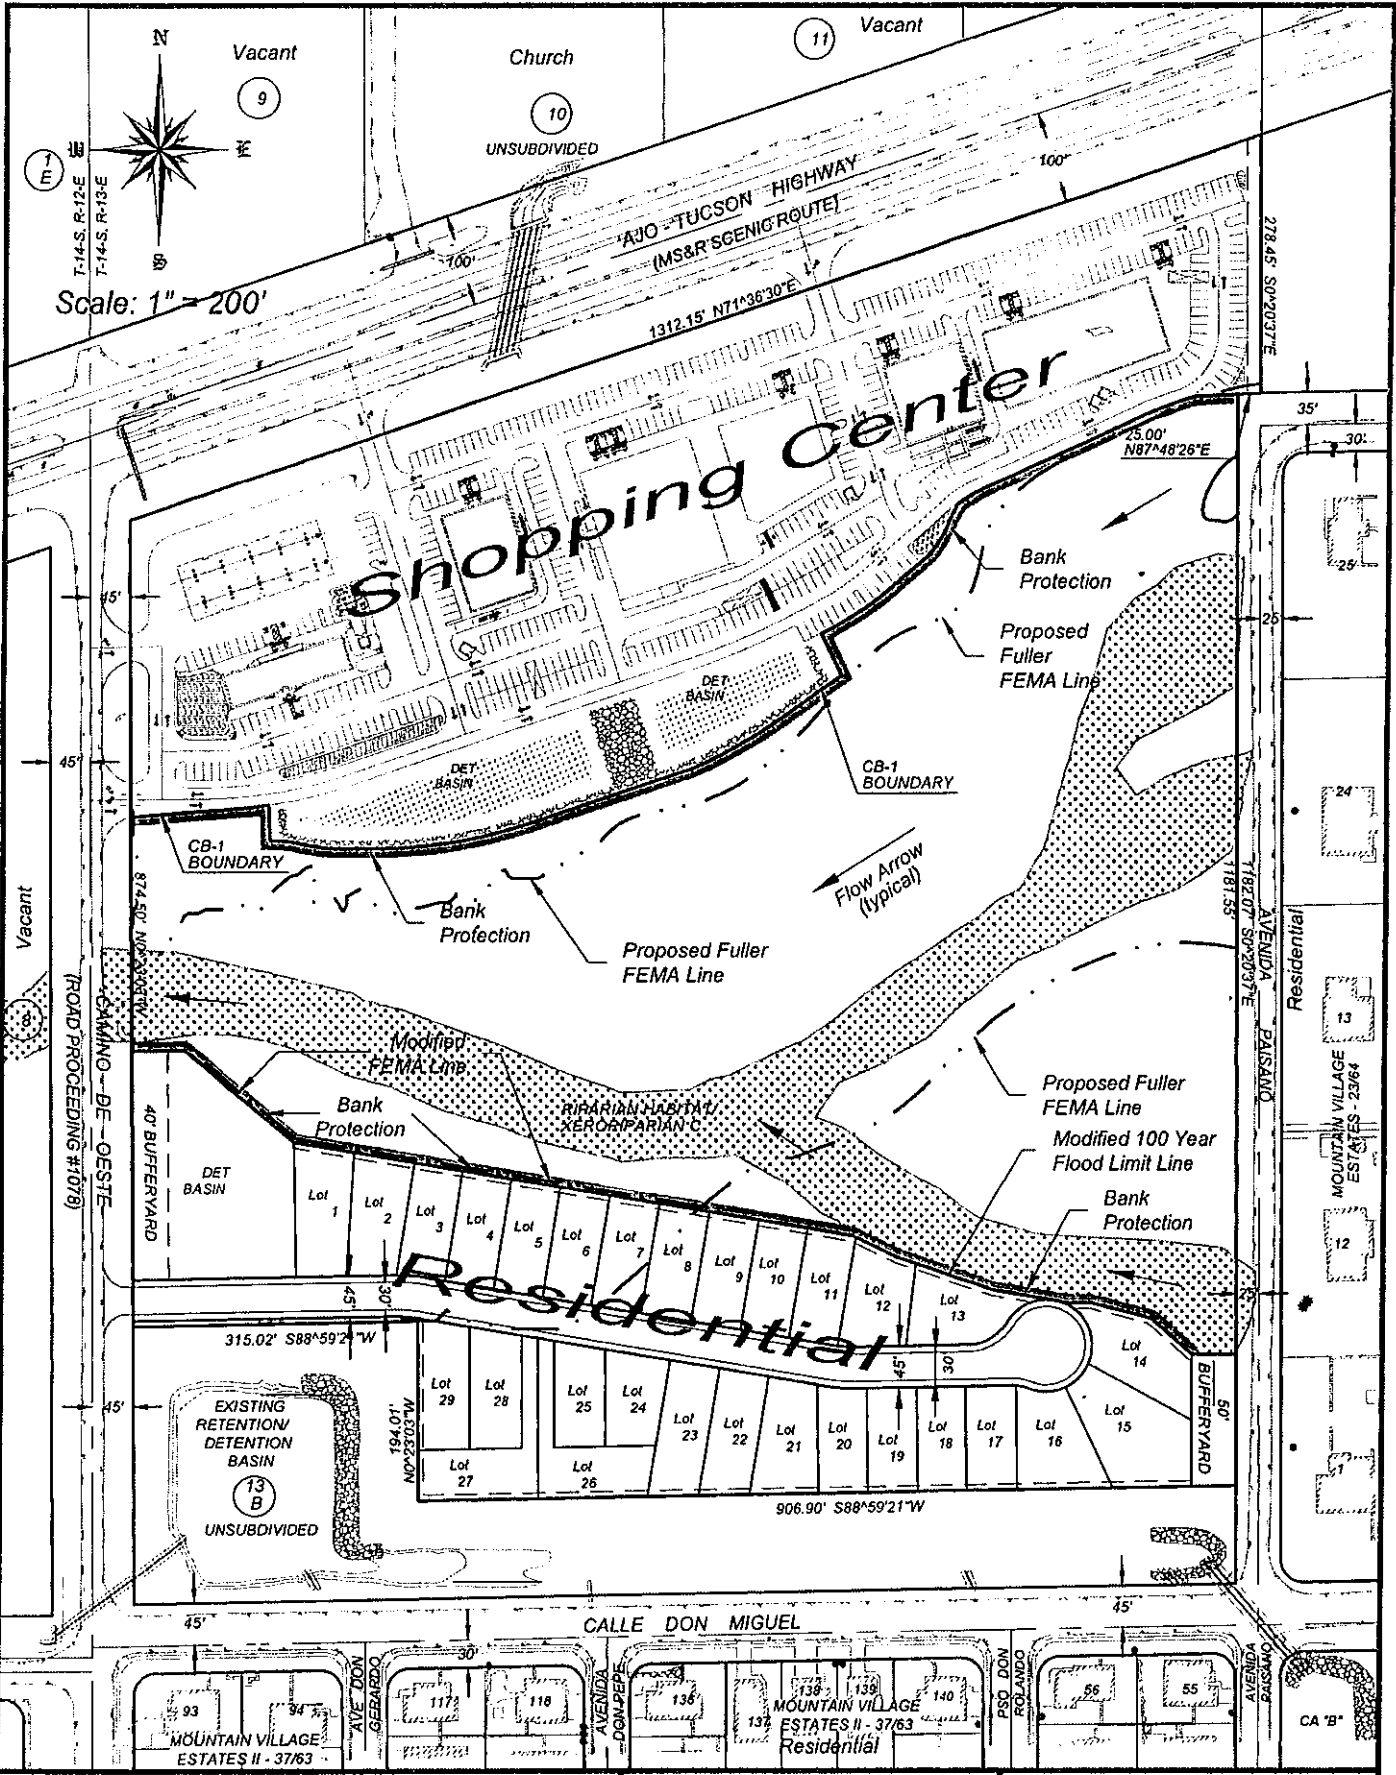 N
Vacant
9
Church
10
UNSUBDIVIDED
11
Vacant
1
E
W
E
S
T-14-S, R-12-E
T-14-S, R-13-E
Scale: 1" = 200'
100'
100'
AJO - TUCSON HIGHWAY
(MS&R SCENIC ROUTE)
1312.15' N71^36'30"E
278.45' S0^20'37"E
Shopping Center
35'
30'
25.00'
N87^48'26"E
Bank
Protection
25
45'
25'
Proposed
Fuller
FEMA Line
DET
BASIN
CB-1
BOUNDARY
45'
DET
BASIN
24
CB-1
BOUNDARY
Flow Arrow
(typical)
Vacant
874.50' N0^23'03"W
Bank
Protection
Proposed Fuller
FEMA Line
1182.07' S0^20'37"E
1181.55'
AVENIDA PAISANO
Residential
8
CAMINO - DE - OESTE
(ROAD PROCEEDING #1078)
13
MOUNTAIN VILLAGE
ESTATES 23/64
Modified
FEMA Line
Bank
Protection
RIPARIAN HABITAT/
XERORIPARIAN C
Proposed Fuller
FEMA Line
Modified 100 Year
Flood Limit Line
Bank
Protection
40' BUFFERYARD
DET
BASIN
Lot 1
Lot 2
Lot 3
Lot 4
Lot 5
Lot 6
Lot 7
Lot 8
Lot 9
Lot 10
Lot 11
Lot 12
Lot 13
Lot 14
12
25'
Residential
45'
30'
315.02' S88^59'21"W
45'
30'
50'
BUFFERYARD
45'
EXISTING
RETENTION/
DETENTION
BASIN
13
B
UNSUBDIVIDED
194.01'
N0^23'03"W
Lot 29
Lot 28
Lot 25
Lot 24
Lot 23
Lot 22
Lot 21
Lot 20
Lot 19
Lot 18
Lot 17
Lot 16
Lot 15
Lot 27
Lot 26
1
906.90' S88^59'21"W
45'
CALLE DON MIGUEL
45'
30'
93
94
AVE DON
GERARDO
117
118
AVENIDA
DON PEPE
136
137
138
139
140
PSO DON
ROLANDO
56
55
AVENIDA
PAISANO
CA "B"
MOUNTAIN VILLAGE
ESTATES II - 37/63
MOUNTAIN VILLAGE
ESTATES II - 37/63
Residential